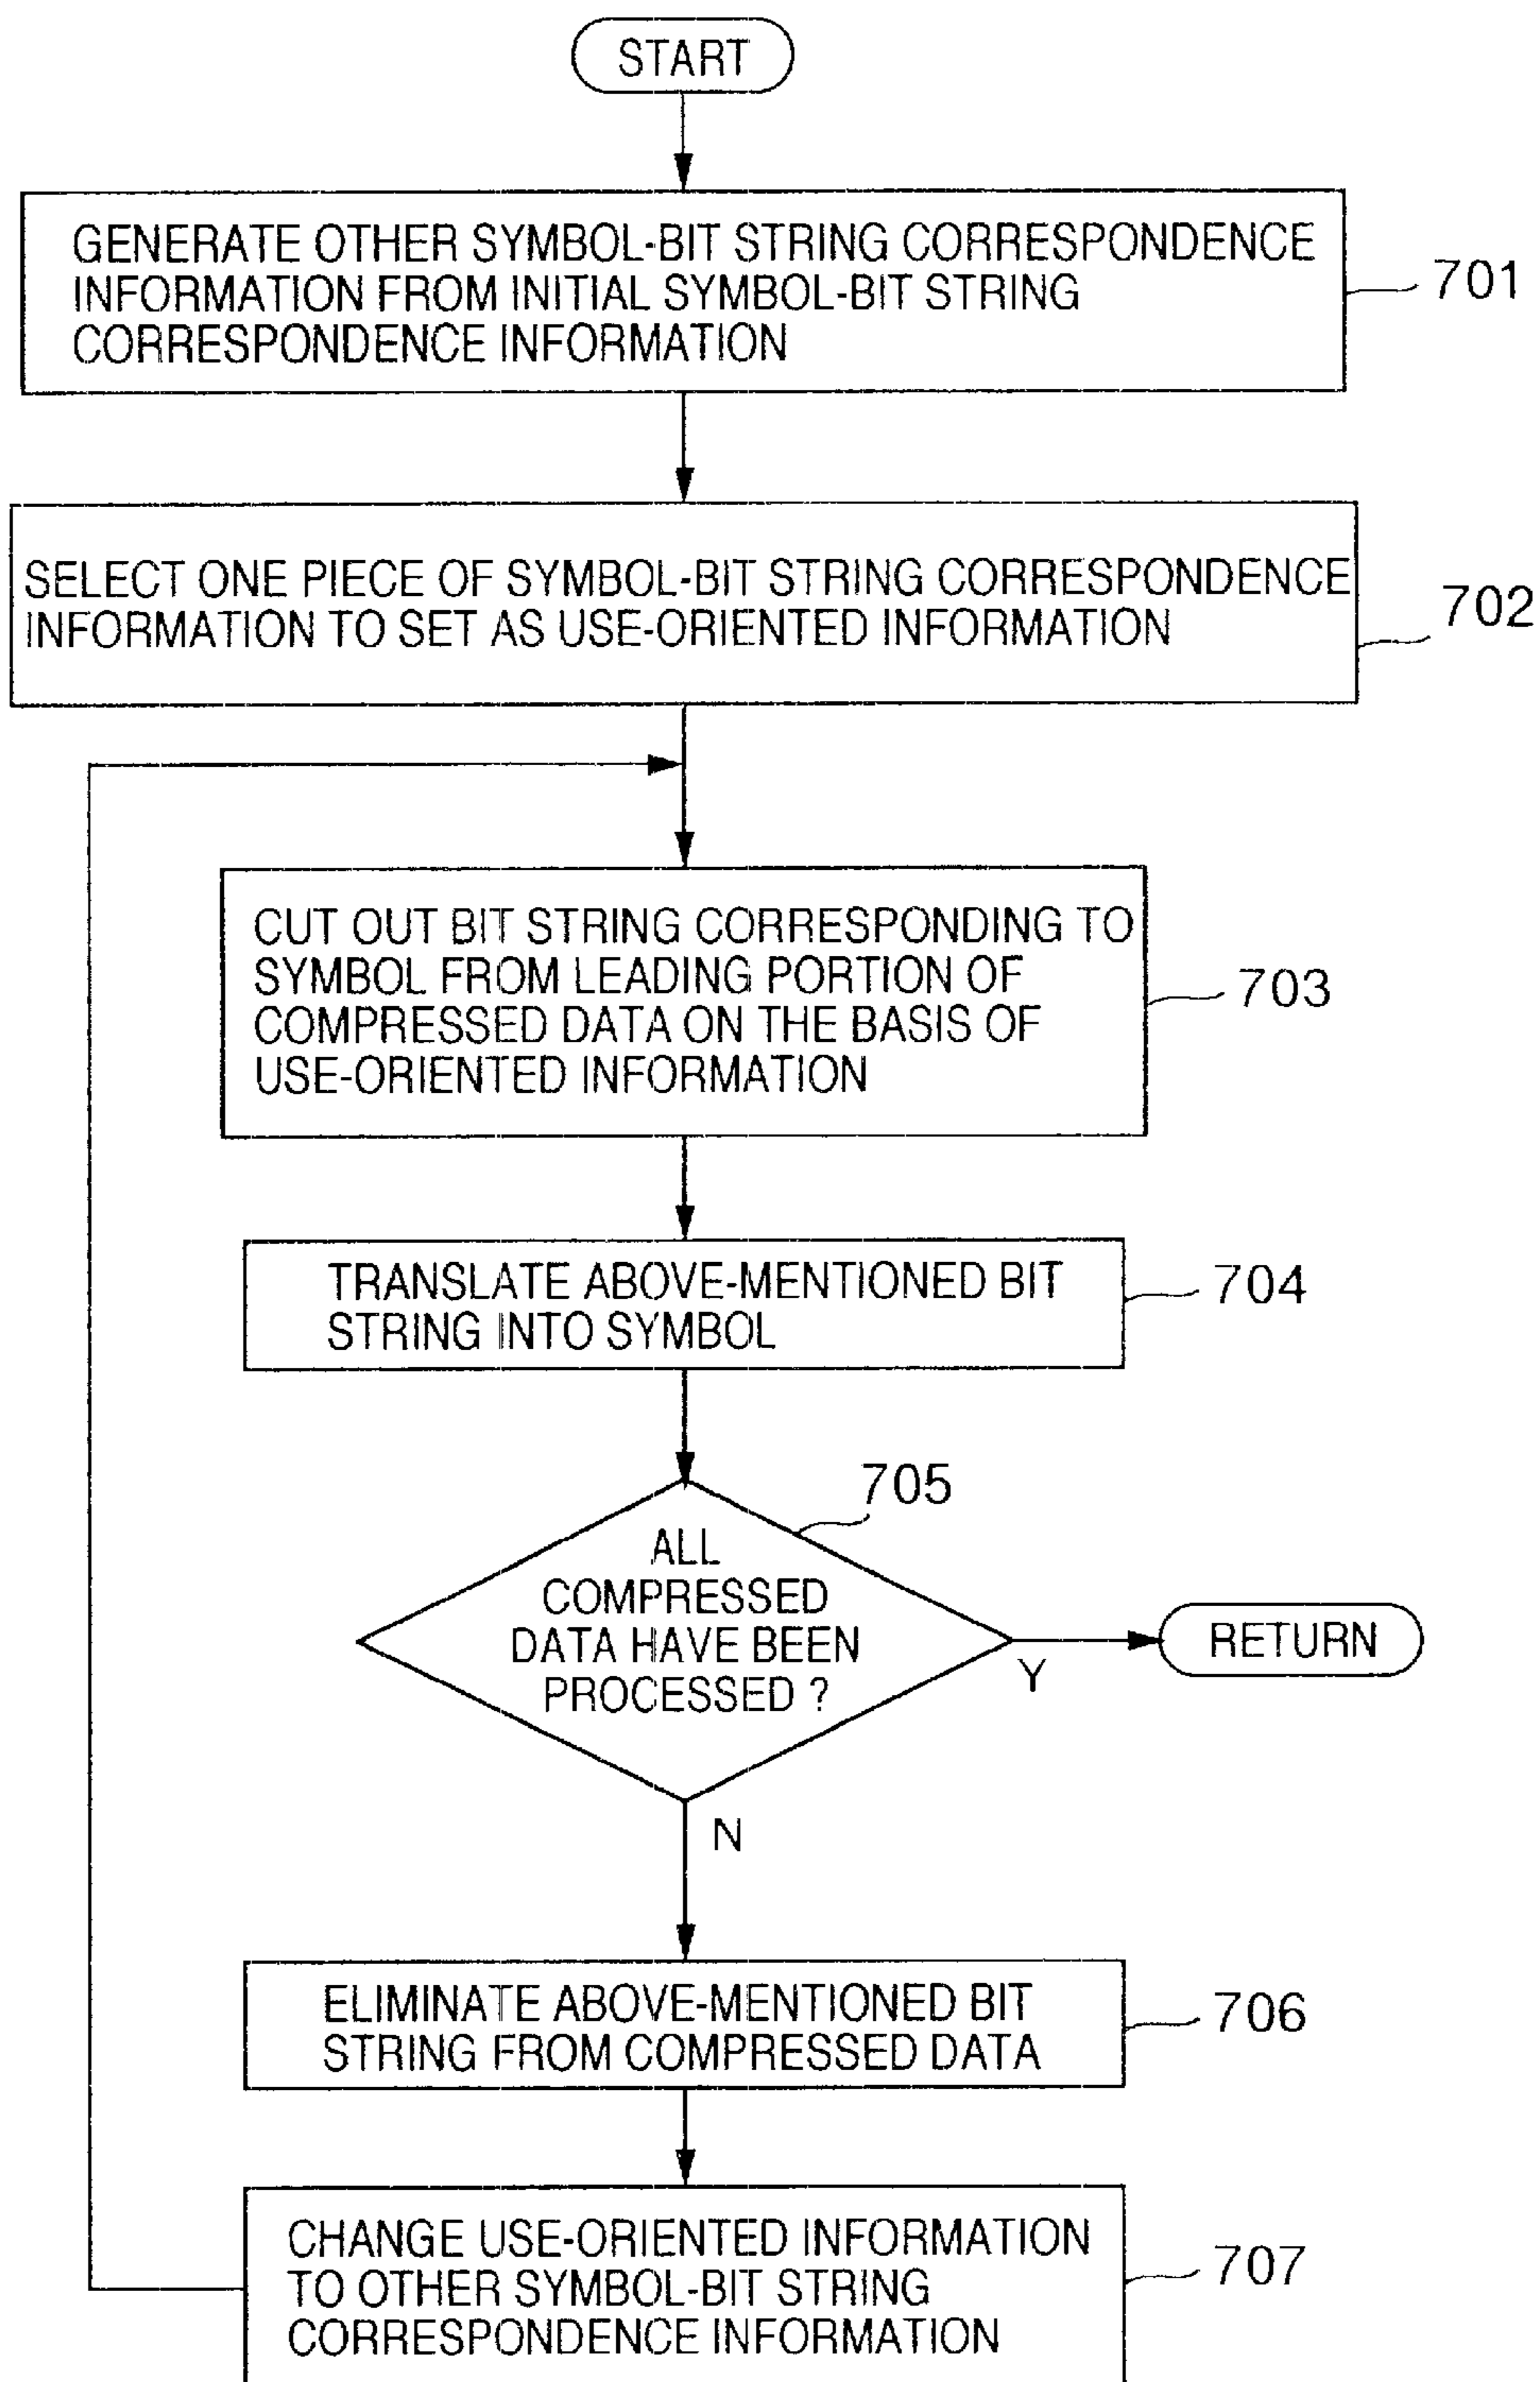 START
GENERATE OTHER SYMBOL-BIT STRING CORRESPONDENCE
INFORMATION FROM INITIAL SYMBOL-BIT STRING
CORRESPONDENCE INFORMATION
701
SELECT ONE PIECE OF SYMBOL-BIT STRING CORRESPONDENCE
INFORMATION TO SET AS USE-ORIENTED INFORMATION
702
CUT OUT BIT STRING CORRESPONDING TO
SYMBOL FROM LEADING PORTION OF
COMPRESSED DATA ON THE BASIS OF
USE-ORIENTED INFORMATION
703
TRANSLATE ABOVE-MENTIONED BIT
STRING INTO SYMBOL
704
705
ALL
COMPRESSED
DATA HAVE BEEN
PROCESSED ?
Y
RETURN
N
ELIMINATE ABOVE-MENTIONED BIT
STRING FROM COMPRESSED DATA
706
CHANGE USE-ORIENTED INFORMATION
TO OTHER SYMBOL-BIT STRING
CORRESPONDENCE INFORMATION
707